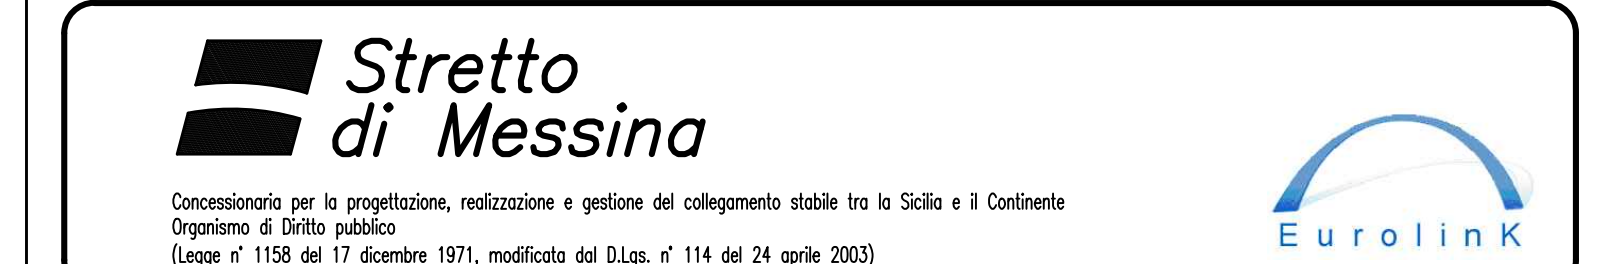 Stretto
di Messina
Concessionaria per la progettazione, realizzazione e gestione del collegamento stabile tra la Sicilia e il Continente
Organismo di Diritto pubblico
(Legge n° 1158 del 17 dicembre 1971, modificata dal D.Lgs. n° 114 del 24 aprile 2003)
EurolinK